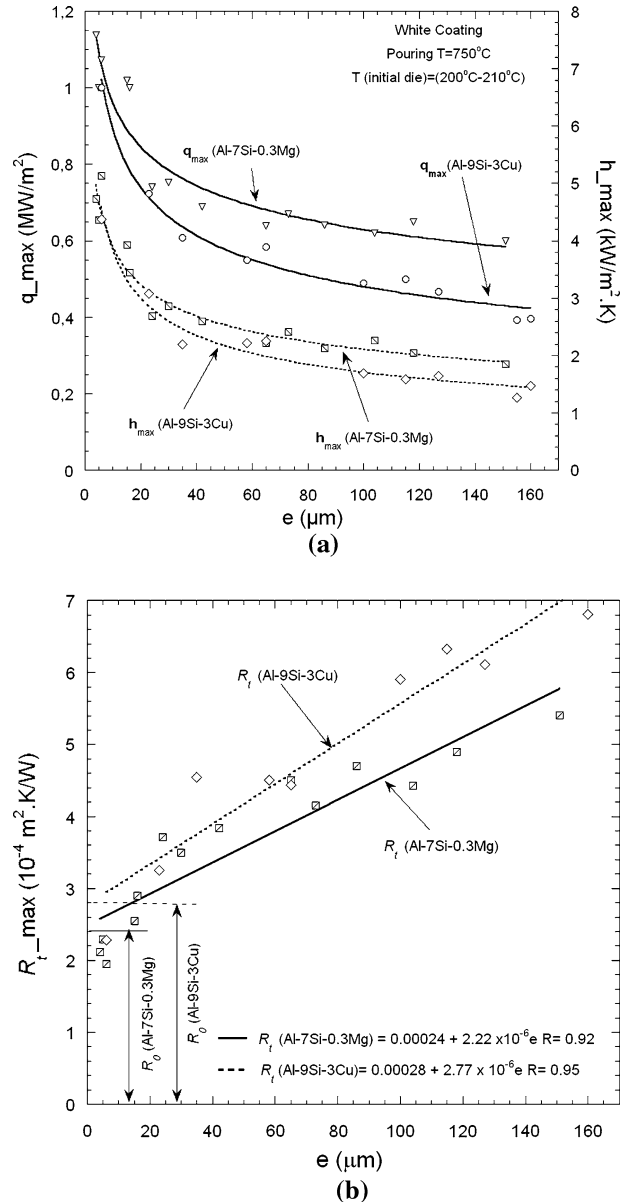 White Coating
Pouring T=750°C
T (initial die)=(200°C-210°C)
q_max (Al-7Si-0.3Mg)
q_max (Al-9Si-3Cu)
h_max (Al-9Si-3Cu)
h_max (Al-7Si-0.3Mg)
q_max (MW/m²)
1,2
1
0,8
0,6
0,4
0,2
0
h_max (kW/m².K)
8
7
6
5
4
3
2
1
0
0 20 40 60 80 100 120 140 160
e (µm)
(a)
R_t_max (10⁻⁴ m².K/W)
7
6
5
4
3
2
1
0
R_t (Al-9Si-3Cu)
R_t (Al-7Si-0.3Mg)
R_0 (Al-7Si-0.3Mg)
R_0 (Al-9Si-3Cu)
R_t (Al-7Si-0.3Mg) = 0.00024 + 2.22 x10⁻⁶e R= 0.92
R_t (Al-9Si-3Cu)= 0.00028 + 2.77 x 10⁻⁶e R= 0.95
0 20 40 60 80 100 120 140 160
e (µm)
(b)